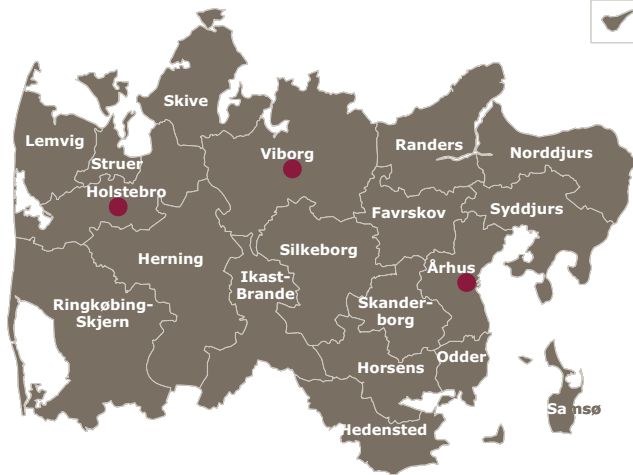 Skive
Lemvig
Struer
Viborg
Randers
Norddjurs
Holstebro
Favrskov
Syddjurs
Herning
Silkeborg
Århus
Ikast-
Brande
Ringkøbing-
Skjern
Skander-
borg
Horsens
Odder
Samsø
Hedensted